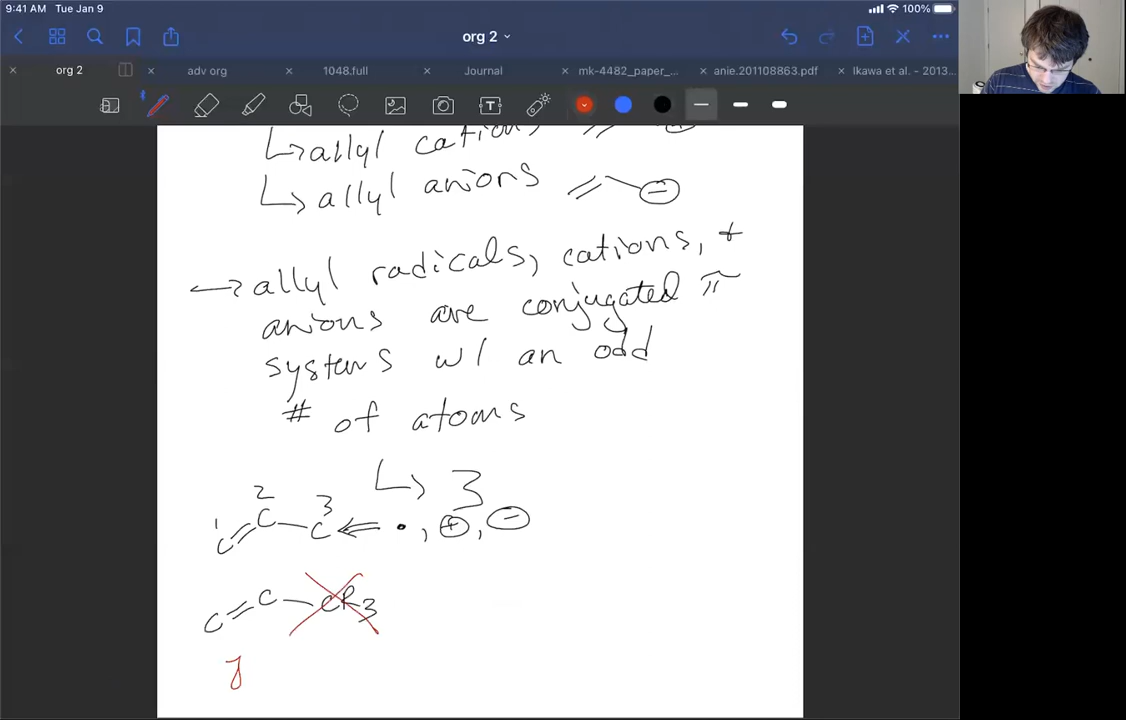 9:41 AM Tue Jan 9
100%
org 2
org 2
adv org
1048.full
Journal
mk-4482_paper_...
anie.201108863.pdf
Ikawa et al. - 2013...
T
↳ allyl cations
↳ allyl anions ⊖
→ allyl radicals, cations, +
anions are conjugated π
systems w/ an odd
# of atoms
↳ 3
1 2 3
C=C-C ⇐ •, ⊕, ⊖
C=C-CR3